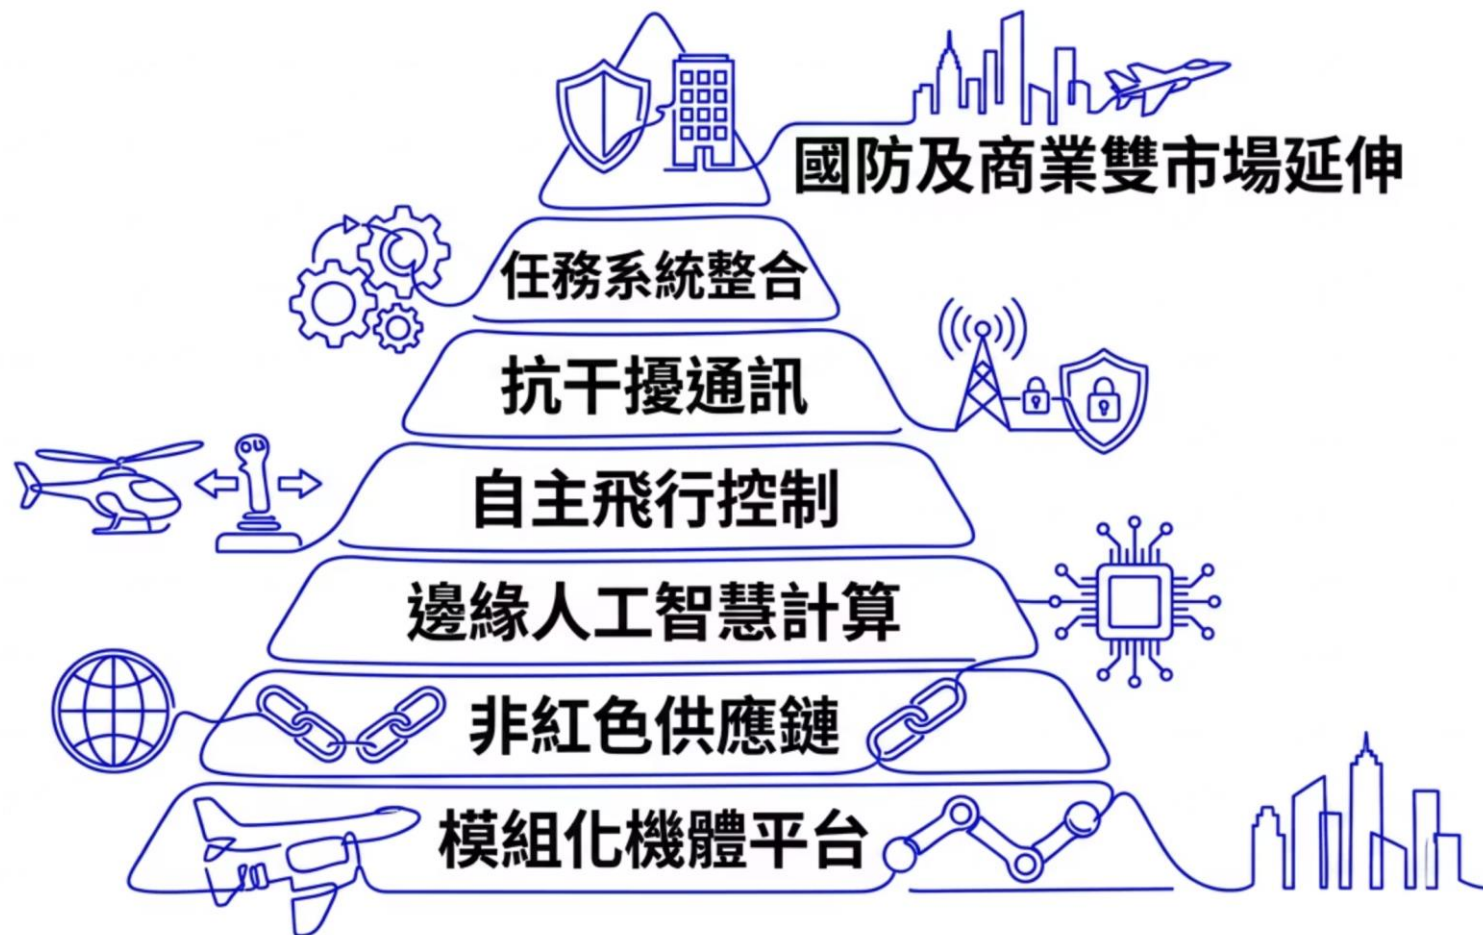 國防及商業雙市場延伸
任務系統整合
抗干擾通訊
自主飛行控制
邊緣人工智慧計算
非紅色供應鏈
模組化機體平台